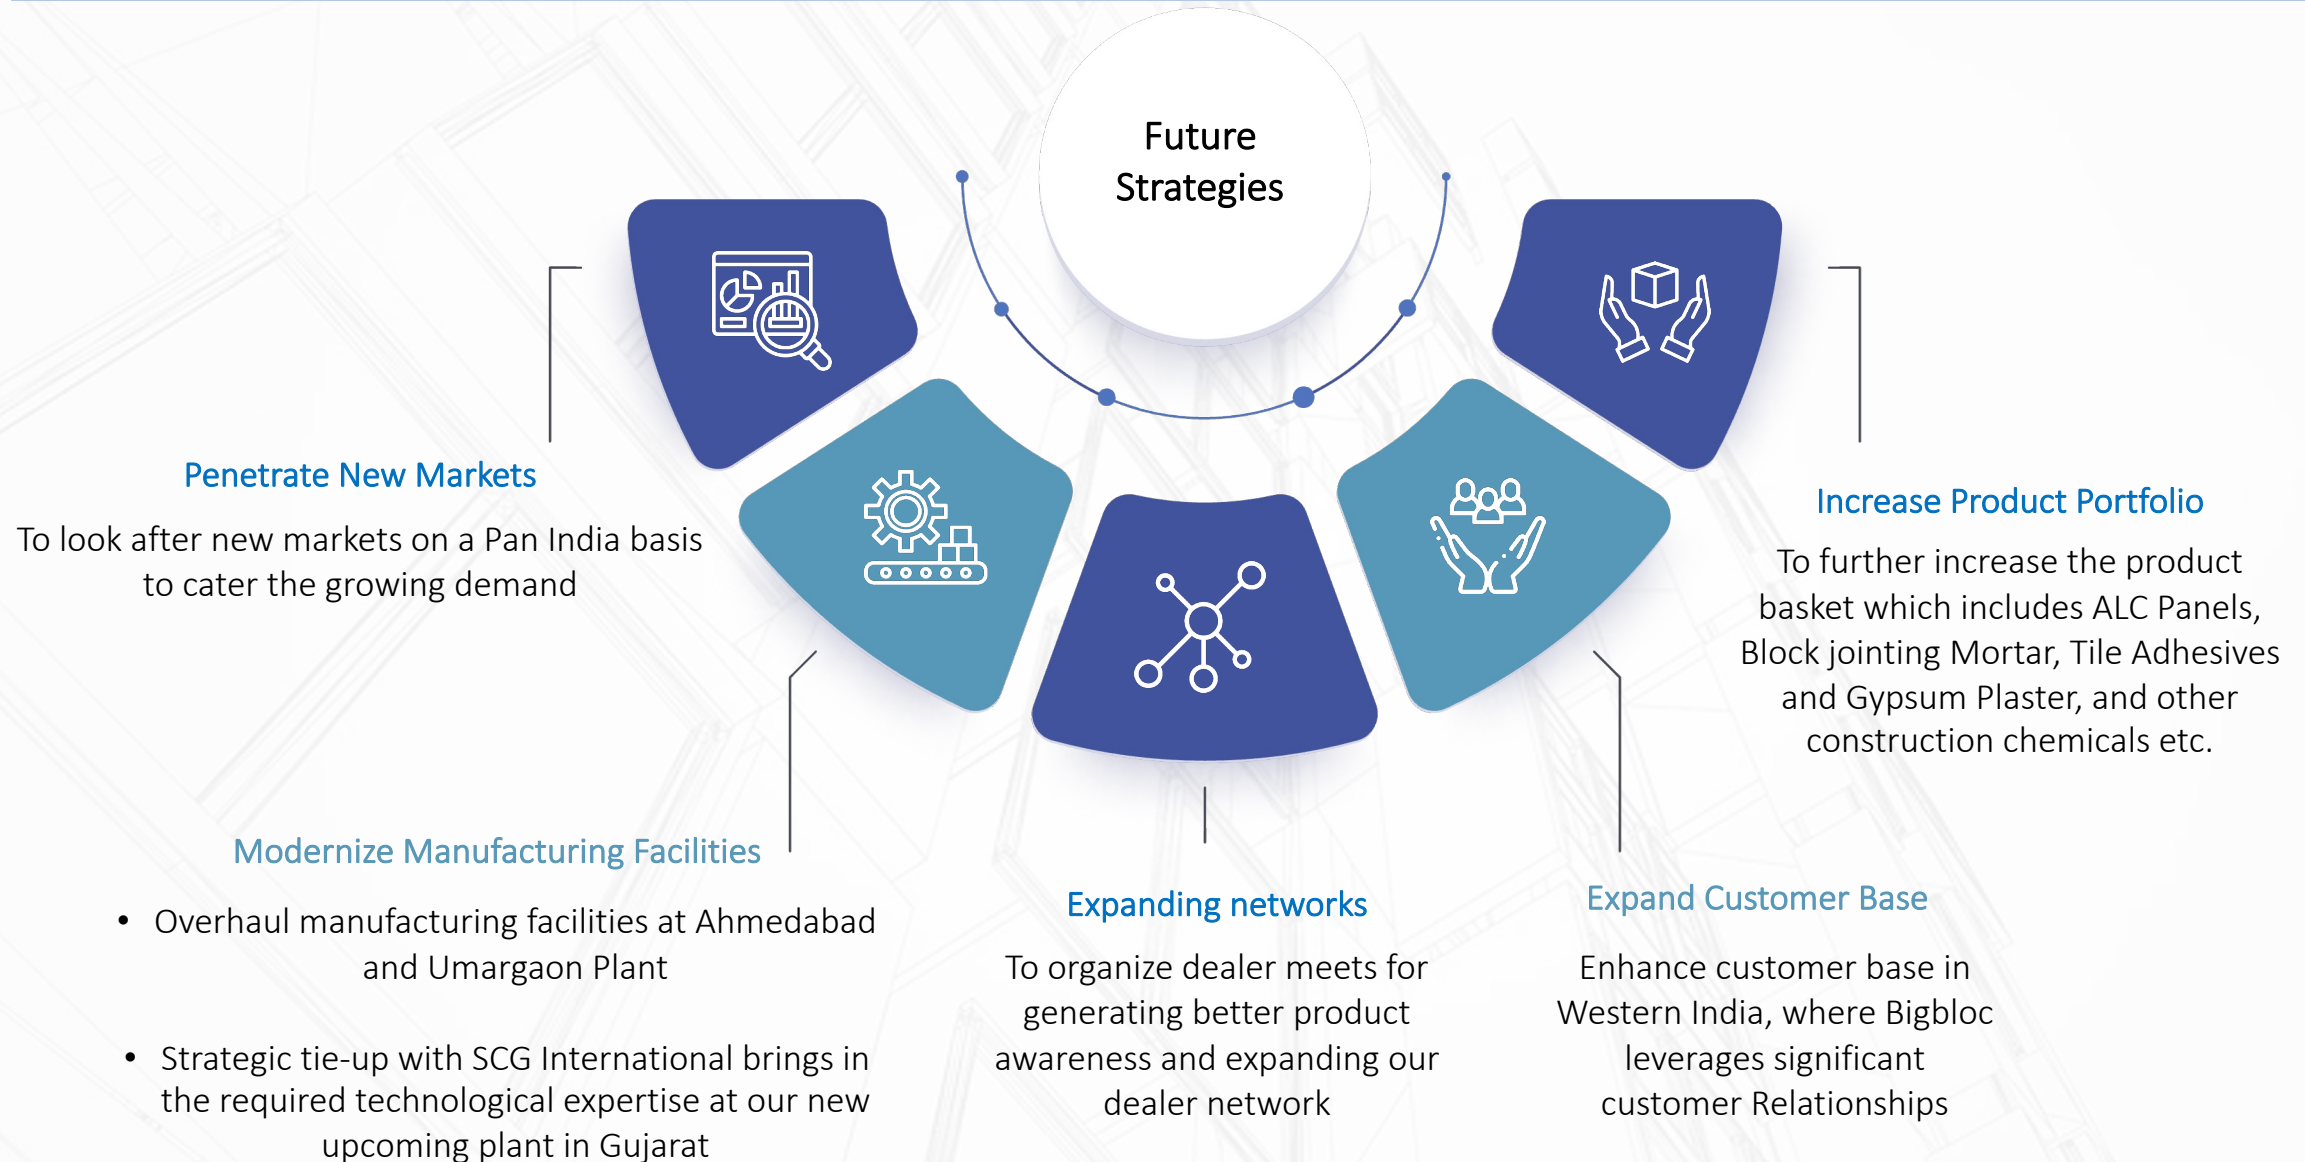 Future
Strategies
Penetrate New Markets
To look after new markets on a Pan India basis
to cater the growing demand
Modernize Manufacturing Facilities
• Overhaul manufacturing facilities at Ahmedabad
and Umargaon Plant
• Strategic tie-up with SCG International brings in
the required technological expertise at our new
upcoming plant in Gujarat
Expanding networks
To organize dealer meets for
generating better product
awareness and expanding our
dealer network
Expand Customer Base
Enhance customer base in
Western India, where Bigbloc
leverages significant
customer Relationships
Increase Product Portfolio
To further increase the product
basket which includes ALC Panels,
Block jointing Mortar, Tile Adhesives
and Gypsum Plaster, and other
construction chemicals etc.